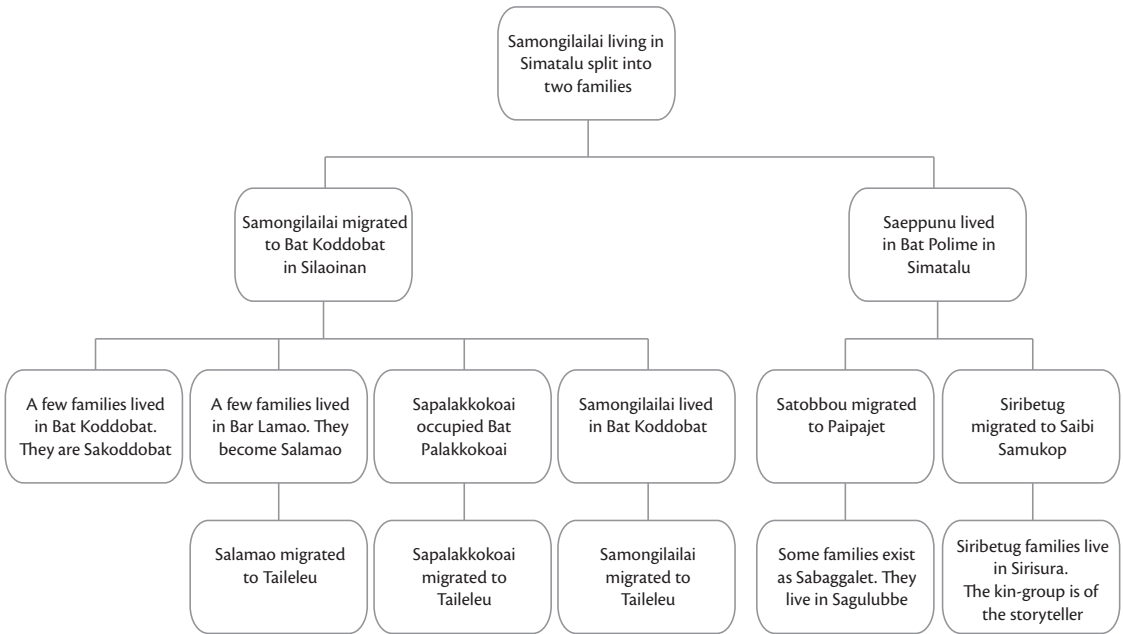 Samongilailai living in
Simatalu split into
two families
Samongilailai migrated
to Bat Koddobat
in Silaoinan
Saeppunu lived
in Bat Polime in
Simatalu
A few families lived
in Bat Koddobat.
They are Sakoddobat
A few families lived
in Bar Lamao. They
become Salamao
Sapalakkokoai
occupied Bat
Palakkokoai
Samongilailai lived
in Bat Koddobat
Satobbou migrated
to Paipajet
Siribetug
migrated to Saibi
Samukop
Salamao migrated
to Taileleu
Sapalakkokoai
migrated to
Taileleu
Samongilailai
migrated to
Taileleu
Some families exist
as Sabaggalet. They
live in Sagulubbe
Siribetug families live
in Sirisura.
The kin-group is of
the storyteller